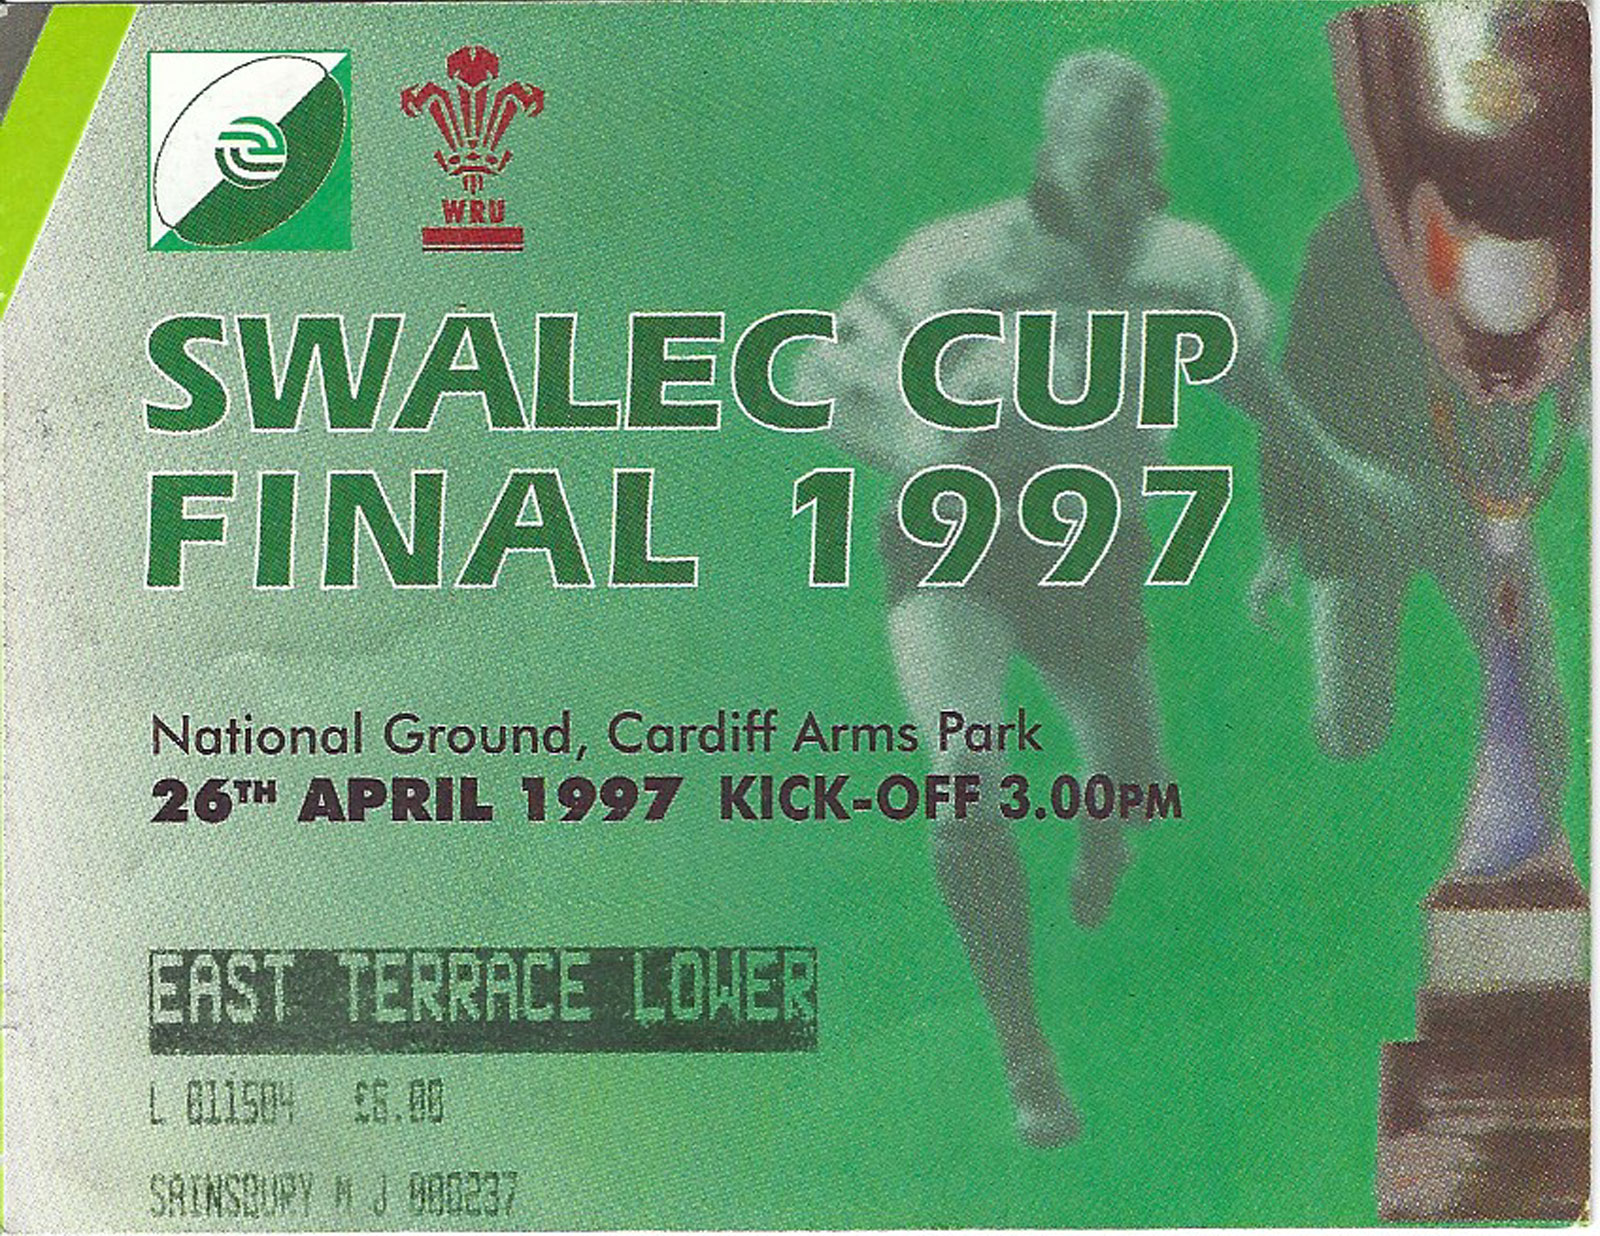 WRU
SWALEC CUP
FINAL 1997
National Ground, Cardiff Arms Park
26TH APRIL 1997 KICK-OFF 3.00PM
EAST TERRACE LOWER
L 011504 £6.00
SAINSBURY M J 000237